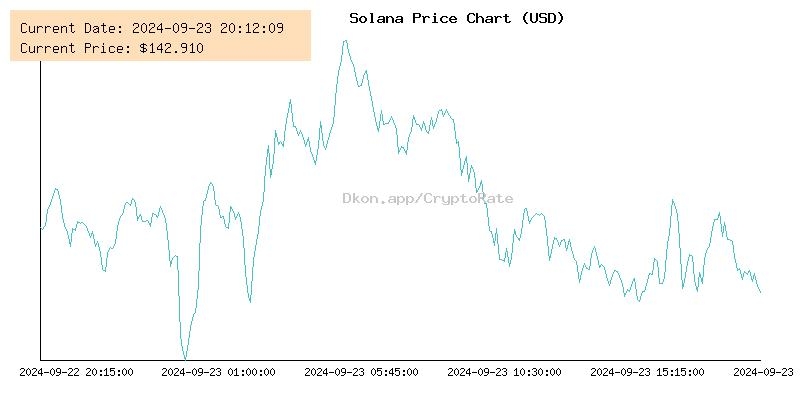 Solana Price Chart (USD)
Current Date: 2024-09-23 20:12:09
Current Price: $142.910
Dkon.app/CryptoRate
2024-09-22 20:15:00 2024-09-23 01:00:00 2024-09-23 05:45:00 2024-09-23 10:30:00 2024-09-23 15:15:00 2024-09-23